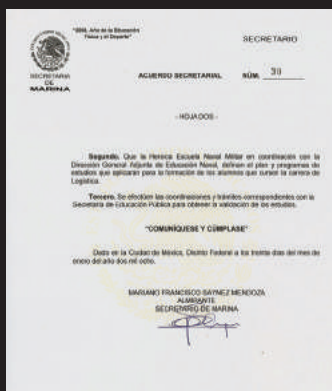 "2008, Año de la Educación
Física y el Deporte"
SECRETARIO
SECRETARÍA
DE
MARINA
ACUERDO SECRETARIAL NÚM.
- HOJA DOS -
Segundo. Que la Heroica Escuela Naval Militar en coordinación con la
Dirección General Adjunta de Educación Naval, definan el plan y programas de
estudios que aplicarán para la formación de los alumnos que cursen la carrera de
Logística.
Tercero. Se efectúen las coordinaciones y trámites correspondientes con la
Secretaría de Educación Pública para obtener la validación de los estudios.
"COMUNÍQUESE Y CÚMPLASE"
Dado en la Ciudad de México, Distrito Federal a los treinta días del mes de
enero del año dos mil ocho.
MARIANO FRANCISCO SAYNEZ MENDOZA
ALMIRANTE
SECRETARIO DE MARINA